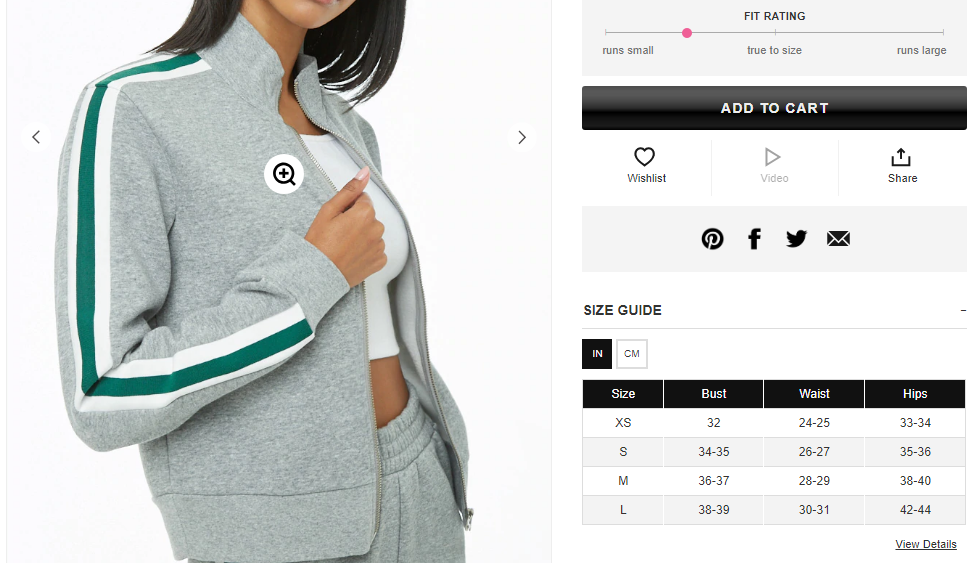 FIT RATING
runs small true to size runs large
ADD TO CART
Wishlist Video Share
SIZE GUIDE
IN CM
Size Bust Waist Hips
XS 32 24-25 33-34
S 34-35 26-27 35-36
M 36-37 28-29 38-40
L 38-39 30-31 42-44
View Details